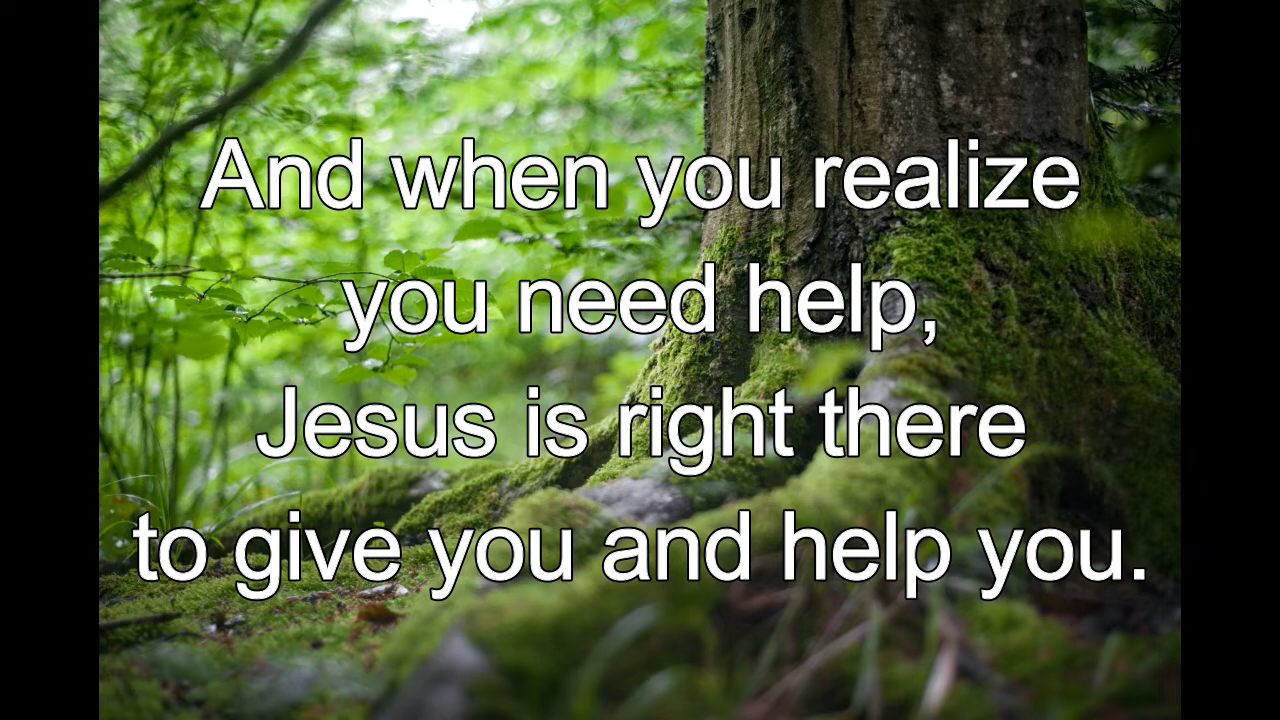 And when you realize
you need help,
Jesus is right there
to give you and help you.